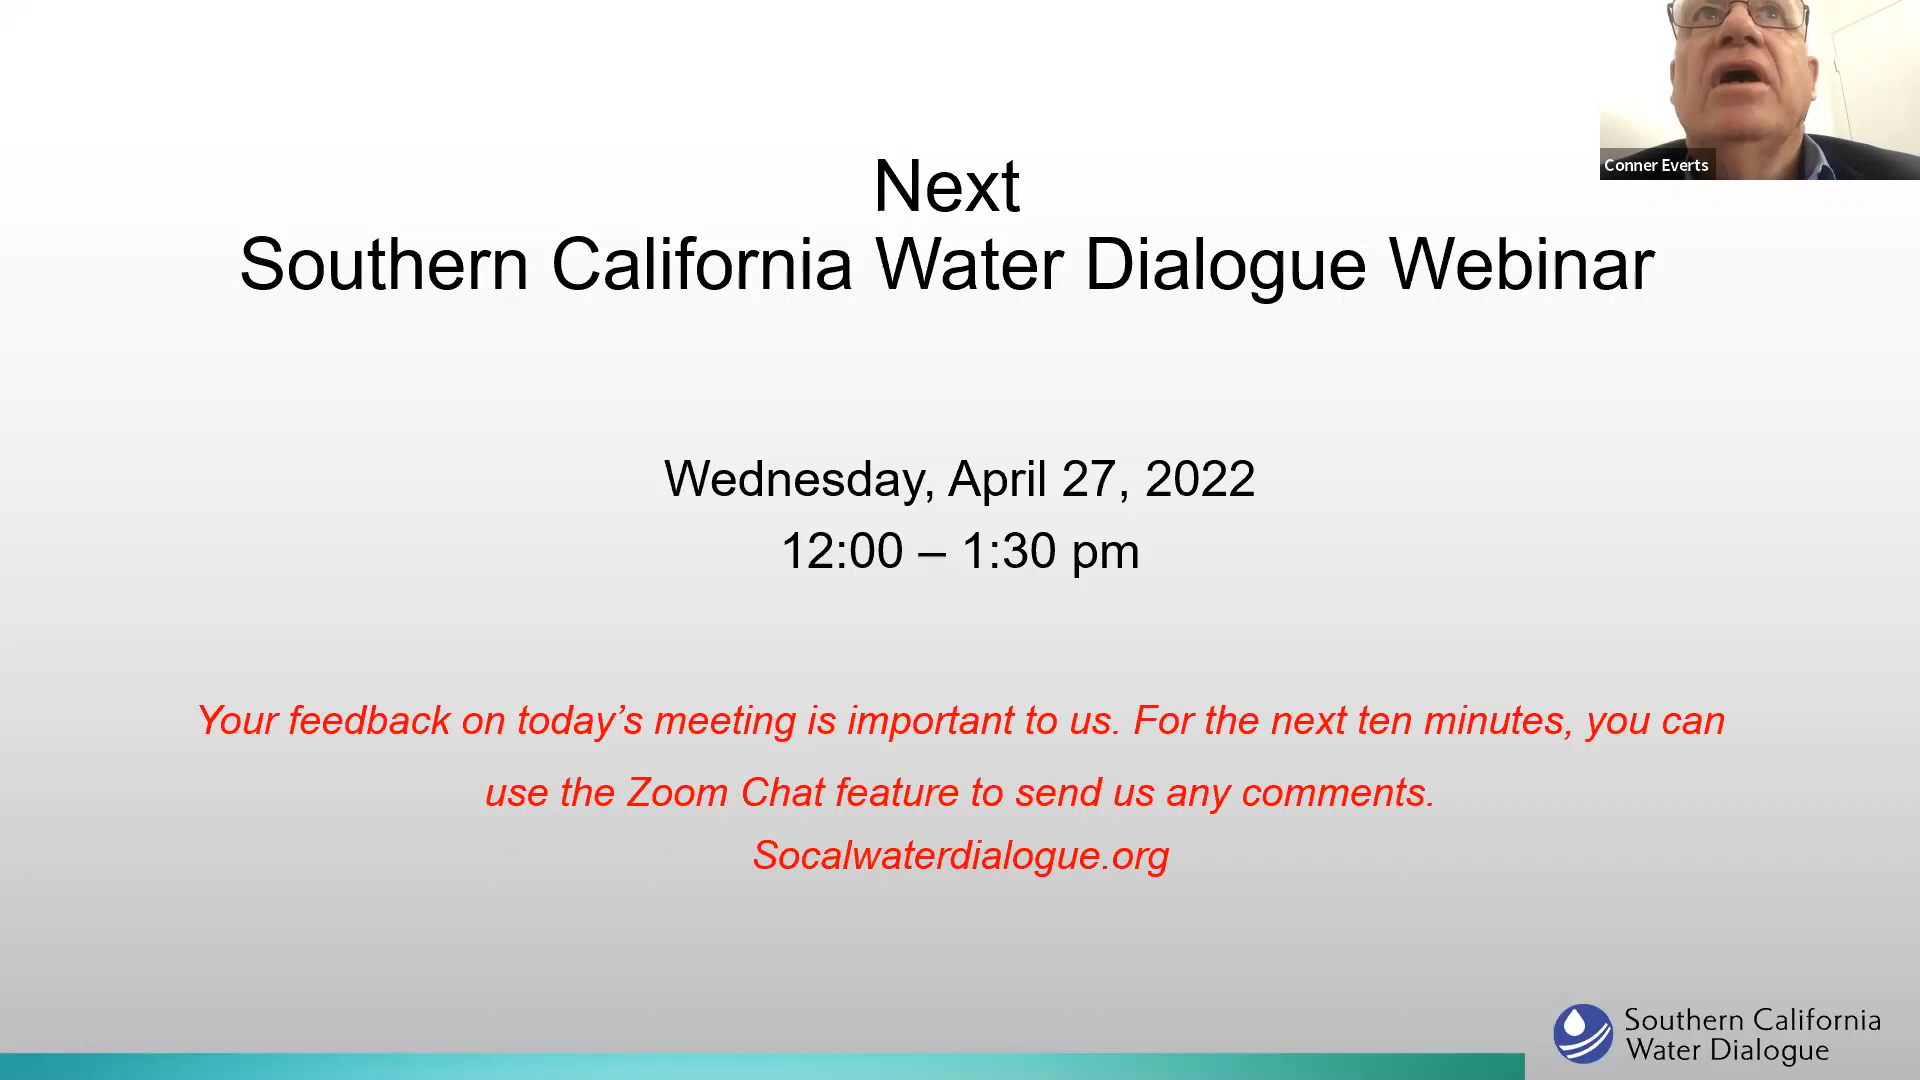 Conner Everts
Next
Southern California Water Dialogue Webinar
Wednesday, April 27, 2022
12:00 – 1:30 pm
Your feedback on today’s meeting is important to us. For the next ten minutes, you can
use the Zoom Chat feature to send us any comments.
Socalwaterdialogue.org
Southern California
Water Dialogue